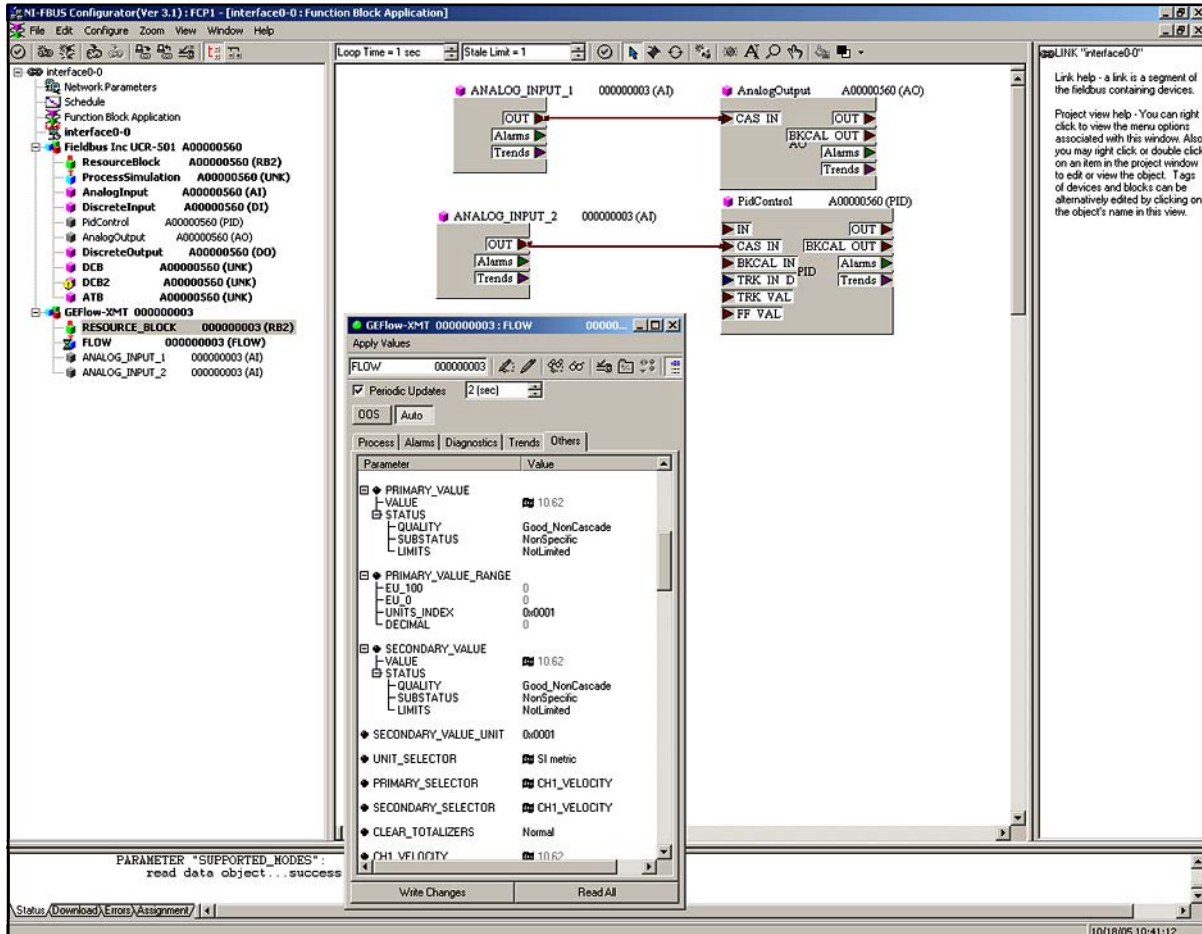 NI-FBUS Configurator(Ver 3.1) : FCP1 - [interface0-0 : Function Block Application]
File Edit Configure Zoom View Window Help
Loop Time = 1 sec Stale Limit = 1
interface0-0
Network Parameters
Schedule
Function Block Application
interface0-0
Fieldbus Inc UCR-501 A00000560
ResourceBlock A00000560 (RB2)
ProcessSimulation A00000560 (UNK)
AnalogInput A00000560 (AI)
DiscreteInput A00000560 (DI)
PidControl A00000560 (PID)
AnalogOutput A00000560 (AO)
DiscreteOutput A00000560 (DO)
DCB A00000560 (UNK)
DCB2 A00000560 (UNK)
ATB A00000560 (UNK)
GEFlow-XMT 000000003
RESOURCE_BLOCK 000000003 (RB2)
FLOW 000000003 (FLOW)
ANALOG_INPUT_1 000000003 (AI)
ANALOG_INPUT_2 000000003 (AI)
ANALOG_INPUT_1 000000003 (AI)
OUT
Alarms
Trends
AnalogOutput A00000560 (AO)
CAS IN OUT
BKCAL OUT
AO
Alarms
Trends
ANALOG_INPUT_2 000000003 (AI)
OUT
Alarms
Trends
PidControl A00000560 (PID)
IN OUT
CAS IN BKCAL OUT
BKCAL IN Alarms
PID
TRK IN D Trends
TRK VAL
FF VAL
GEFlow-XMT 000000003 : FLOW 00000...
Apply Values
FLOW 000000003
Periodic Updates 2 (sec)
OOS Auto
Process Alarms Diagnostics Trends Others
Parameter Value
PRIMARY_VALUE
VALUE 10.62
STATUS
QUALITY Good_NonCascade
SUBSTATUS NonSpecific
LIMITS NotLimited
PRIMARY_VALUE_RANGE
EU_100 0
EU_0 0
UNITS_INDEX 0x0001
DECIMAL 0
SECONDARY_VALUE
VALUE 10.62
STATUS
QUALITY Good_NonCascade
SUBSTATUS NonSpecific
LIMITS NotLimited
SECONDARY_VALUE_UNIT 0x0001
UNIT_SELECTOR SI metric
PRIMARY_SELECTOR CH1_VELOCITY
SECONDARY_SELECTOR CH1_VELOCITY
CLEAR_TOTALIZERS Normal
CH1_VELOCITY 10.62
Write Changes Read All
LINK "interface0-0"
Link help - a link is a segment of
the fieldbus containing devices.
Project view help - You can right
click to view the menu options
associated with this window. Also
you may right click or double click
on an item in the project window
to edit or view the object. Tags
of devices and blocks can be
alternatively edited by clicking on
the object's name in this view.
PARAMETER "SUPPORTED_MODES":
read data object...success
Status Download Errors Assignment
10/18/05 10:41:12